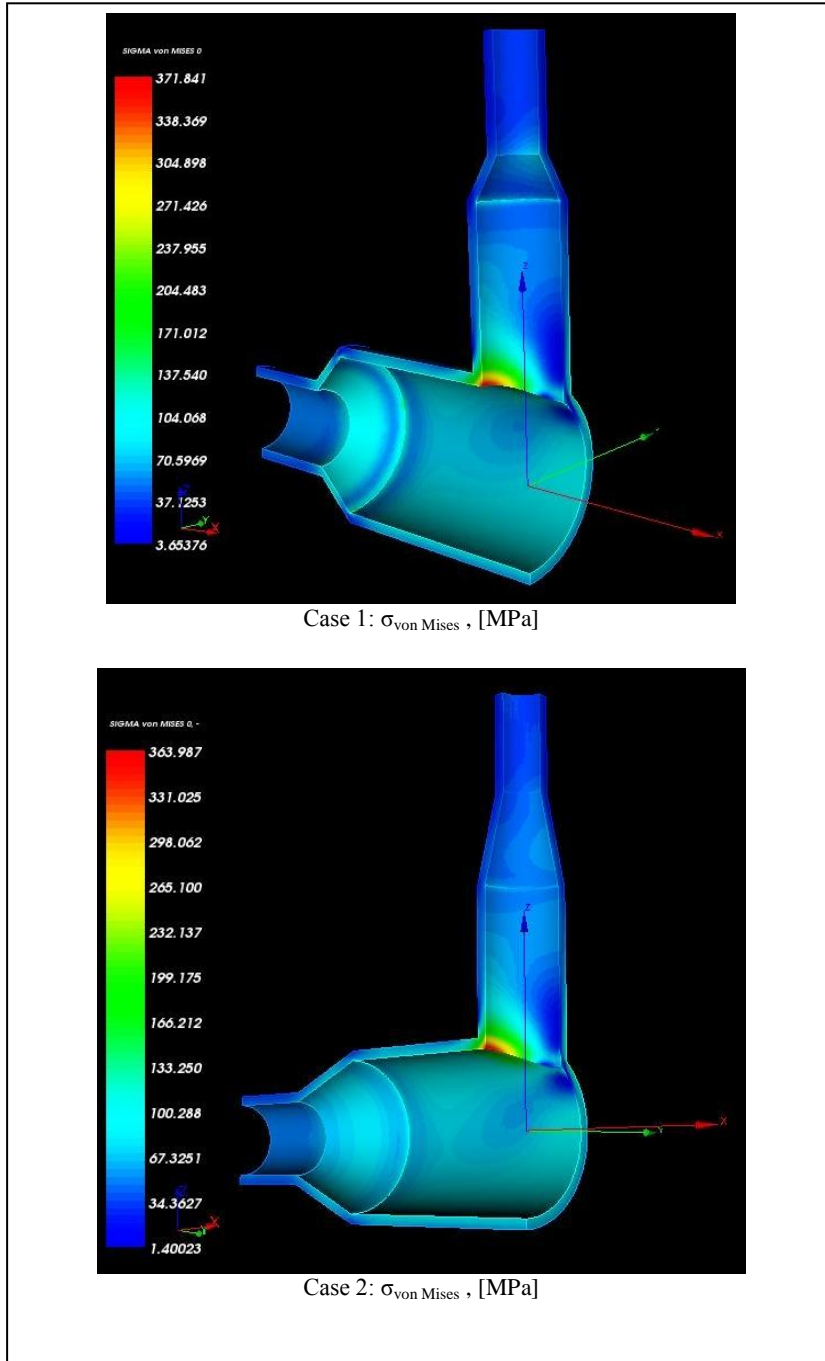 SIGMA von MISES 0
371.841
338.369
304.898
271.426
237.955
204.483
171.012
137.540
104.068
70.5969
37.1253
3.65376
Z
X
Y
X
Case 1: σvon Mises , [MPa]
SIGMA von MISES 0, -
363.987
331.025
298.062
265.100
232.137
199.175
166.212
133.250
100.288
67.3251
34.3627
1.40023
Z
X
Y
X
Case 2: σvon Mises , [MPa]